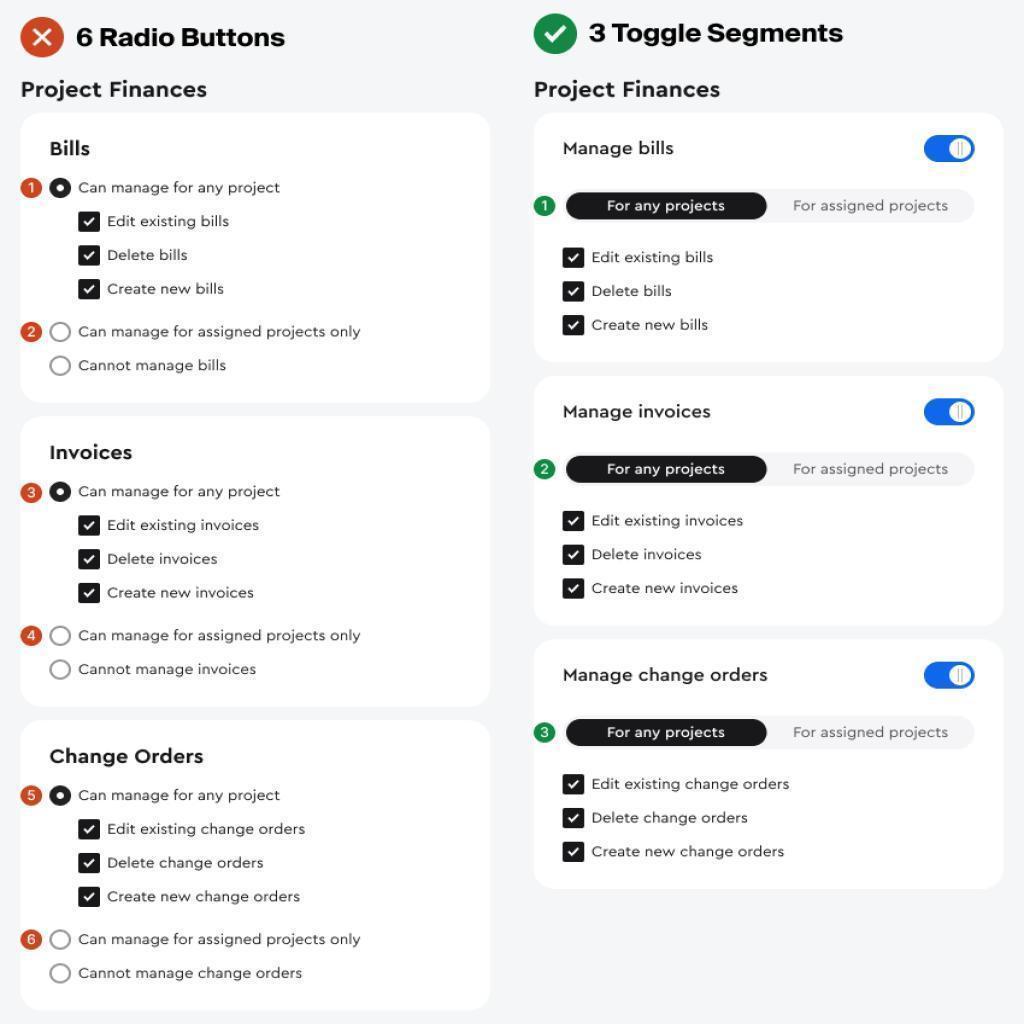 6 Radio Buttons
Project Finances
Bills
1 Can manage for any project
Edit existing bills
Delete bills
Create new bills
2 Can manage for assigned projects only
Cannot manage bills
Invoices
3 Can manage for any project
Edit existing invoices
Delete invoices
Create new invoices
4 Can manage for assigned projects only
Cannot manage invoices
Change Orders
5 Can manage for any project
Edit existing change orders
Delete change orders
Create new change orders
6 Can manage for assigned projects only
Cannot manage change orders
3 Toggle Segments
Project Finances
Manage bills
1 For any projects For assigned projects
Edit existing bills
Delete bills
Create new bills
Manage invoices
2 For any projects For assigned projects
Edit existing invoices
Delete invoices
Create new invoices
Manage change orders
3 For any projects For assigned projects
Edit existing change orders
Delete change orders
Create new change orders